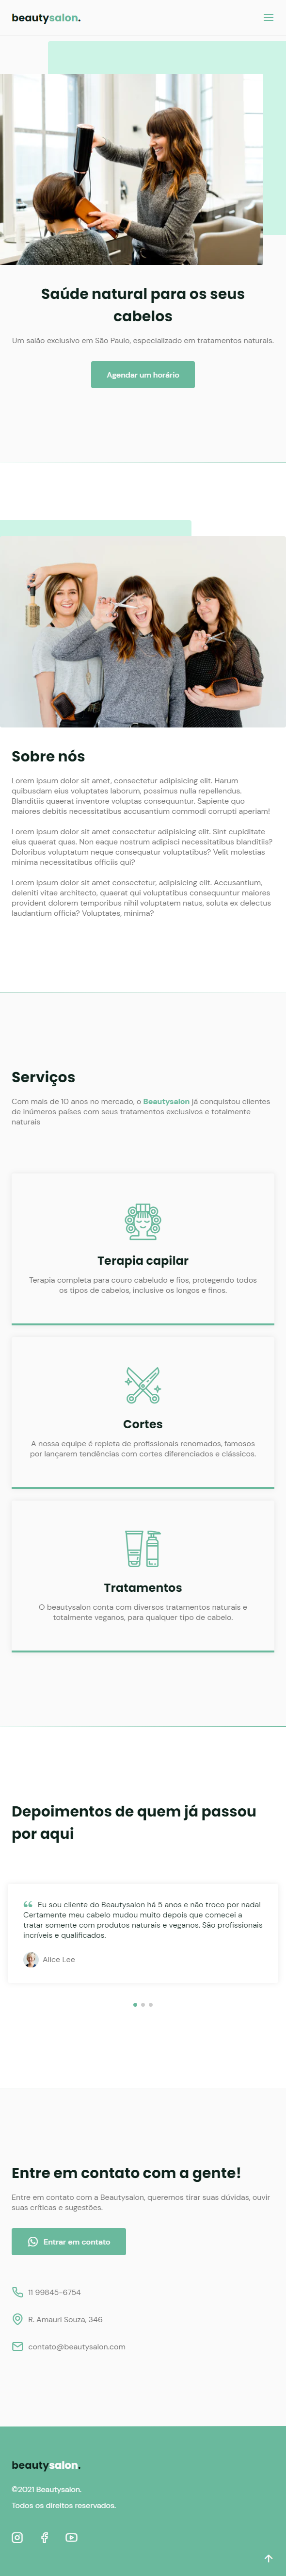 beautysalon.
Saúde natural para os seus
cabelos
Um salão exclusivo em São Paulo, especializado em tratamentos naturais.
Agendar um horário
Sobre nós
Lorem ipsum dolor sit amet, consectetur adipisicing elit. Harum
quibusdam eius voluptates laborum, possimus nulla repellendus.
Blanditiis quaerat inventore voluptas consequuntur. Sapiente quo
maiores debitis necessitatibus accusantium commodi corrupti aperiam!
Lorem ipsum dolor sit amet consectetur adipisicing elit. Sint cupiditate
eius quaerat quas. Non eaque nostrum adipisci necessitatibus blanditiis?
Doloribus voluptatum neque consequatur voluptatibus? Velit molestias
minima necessitatibus officiis qui?
Lorem ipsum dolor sit amet consectetur, adipisicing elit. Accusantium,
deleniti vitae architecto, quaerat qui voluptatibus consequuntur maiores
provident dolorem temporibus nihil voluptatem natus, soluta ex delectus
laudantium officia? Voluptates, minima?
Serviços
Com mais de 10 anos no mercado, o Beautysalon já conquistou clientes
de inúmeros países com seus tratamentos exclusivos e totalmente
naturais
Terapia capilar
Terapia completa para couro cabeludo e fios, protegendo todos
os tipos de cabelos, inclusive os longos e finos.
Cortes
A nossa equipe é repleta de profissionais renomados, famosos
por lançarem tendências com cortes diferenciados e clássicos.
Tratamentos
O beautysalon conta com diversos tratamentos naturais e
totalmente veganos, para qualquer tipo de cabelo.
Depoimentos de quem já passou
por aqui
“ Eu sou cliente do Beautysalon há 5 anos e não troco por nada!
Certamente meu cabelo mudou muito depois que comecei a
tratar somente com produtos naturais e veganos. São profissionais
incríveis e qualificados.
Alice Lee
Entre em contato com a gente!
Entre em contato com a Beautysalon, queremos tirar suas dúvidas, ouvir
suas críticas e sugestões.
Entrar em contato
11 99845-6754
R. Amauri Souza, 346
contato@beautysalon.com
beautysalon.
©2021 Beautysalon.
Todos os direitos reservados.